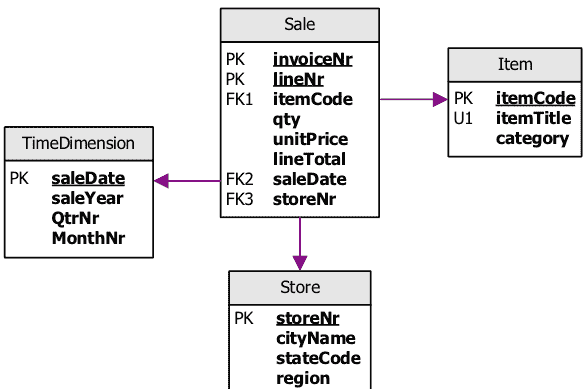 Sale
PK invoiceNr
PK lineNr
FK1 itemCode
qty
unitPrice
lineTotal
FK2 saleDate
FK3 storeNr
Item
PK itemCode
U1 itemTitle
category
TimeDimension
PK saleDate
saleYear
QtrNr
MonthNr
Store
PK storeNr
cityName
stateCode
region